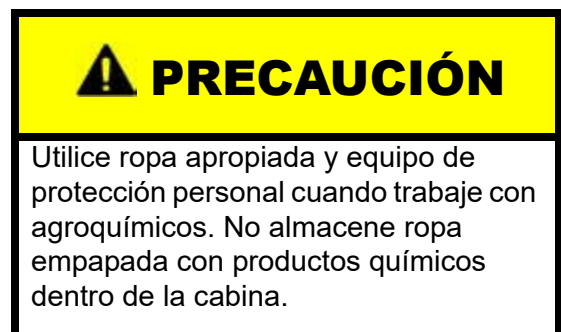 PRECAUCIÓN
Utilice ropa apropiada y equipo de
protección personal cuando trabaje con
agroquímicos. No almacene ropa
empapada con productos químicos
dentro de la cabina.